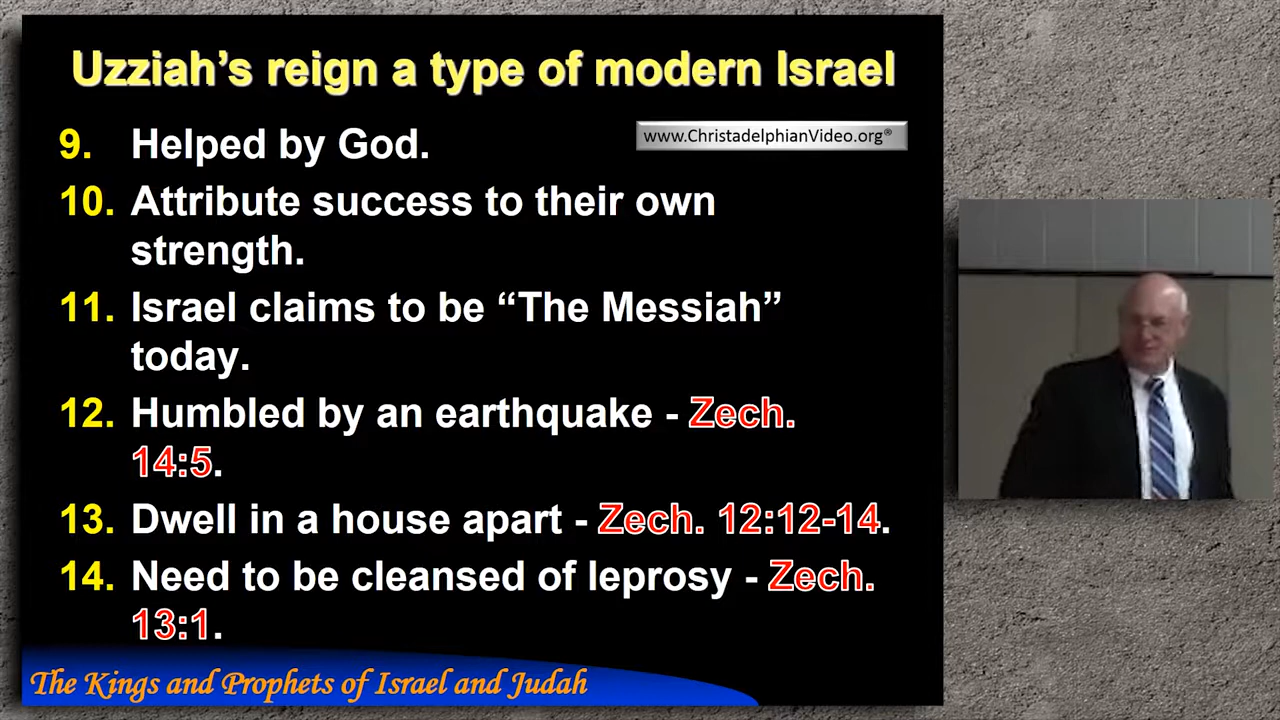 Uzziah’s reign a type of modern Israel
www.ChristadelphianVideo.org®
9. Helped by God.
10. Attribute success to their own
strength.
11. Israel claims to be “The Messiah”
today.
12. Humbled by an earthquake - Zech.
14:5.
13. Dwell in a house apart - Zech. 12:12-14.
14. Need to be cleansed of leprosy - Zech.
13:1.
The Kings and Prophets of Israel and Judah